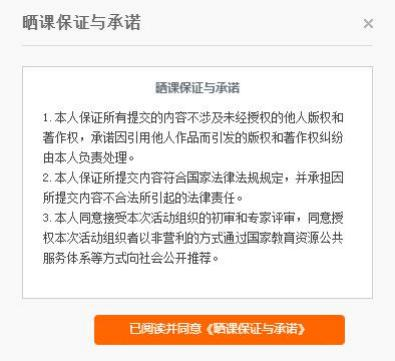 晒课保证与承诺
×
晒课保证与承诺
1.本人保证所有提交的内容不涉及未经授权的他人版权和
著作权，承诺因引用他人作品而引发的版权和著作权纠纷
由本人负责处理。
2.本人保证所提交内容符合国家法律法规规定，并承担因
所提交内容不合法所引起的法律责任。
3.本人同意接受本次活动组织的初审和专家评审，同意授
权本次活动组织者以非营利的方式通过国家教育资源公共
服务体系等方式向社会公开推荐。
已阅读并同意《晒课保证与承诺》